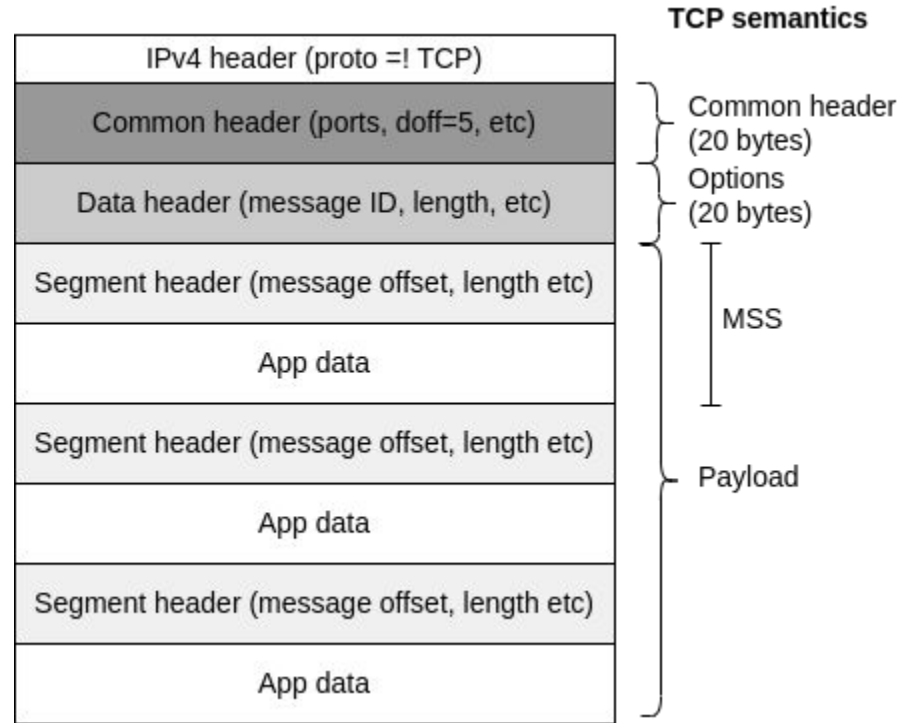 TCP semantics
IPv4 header (proto =! TCP)
Common header (ports, doff=5, etc)
Common header
(20 bytes)
Data header (message ID, length, etc)
Options
(20 bytes)
Segment header (message offset, length etc)
MSS
App data
Segment header (message offset, length etc)
Payload
App data
Segment header (message offset, length etc)
App data